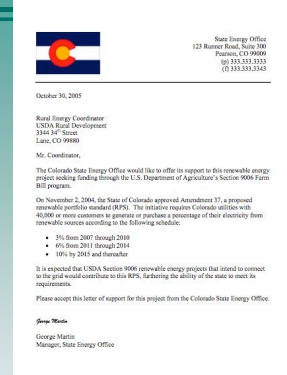 State Energy Office
123 Runner Road, Suite 300
Pearson, CO 99009
(p) 333.333.3333
(f) 333.333.3343
October 30, 2005
Rural Energy Coordinator
USDA Rural Development
3344 34th Street
Lane, CO 99880
Mr. Coordinator,
The Colorado State Energy Office would like to offer its support to this renewable energy
project seeking funding through the U.S. Department of Agriculture's Section 9006 Farm
Bill program.
On November 2, 2004, the State of Colorado approved Amendment 37, a proposed
renewable portfolio standard (RPS). The initiative requires Colorado utilities with
40,000 or more customers to generate or purchase a percentage of their electricity from
renewable sources according to the following schedule:
• 3% from 2007 through 2010
• 6% from 2011 through 2014
• 10% by 2015 and thereafter
It is expected that USDA Section 9006 renewable energy projects that intend to connect
to the grid would contribute to this RPS, furthering the ability of the state to meet its
requirements.
Please accept this letter of support for this project from the Colorado State Energy Office.
George Martin
George Martin
Manager, State Energy Office